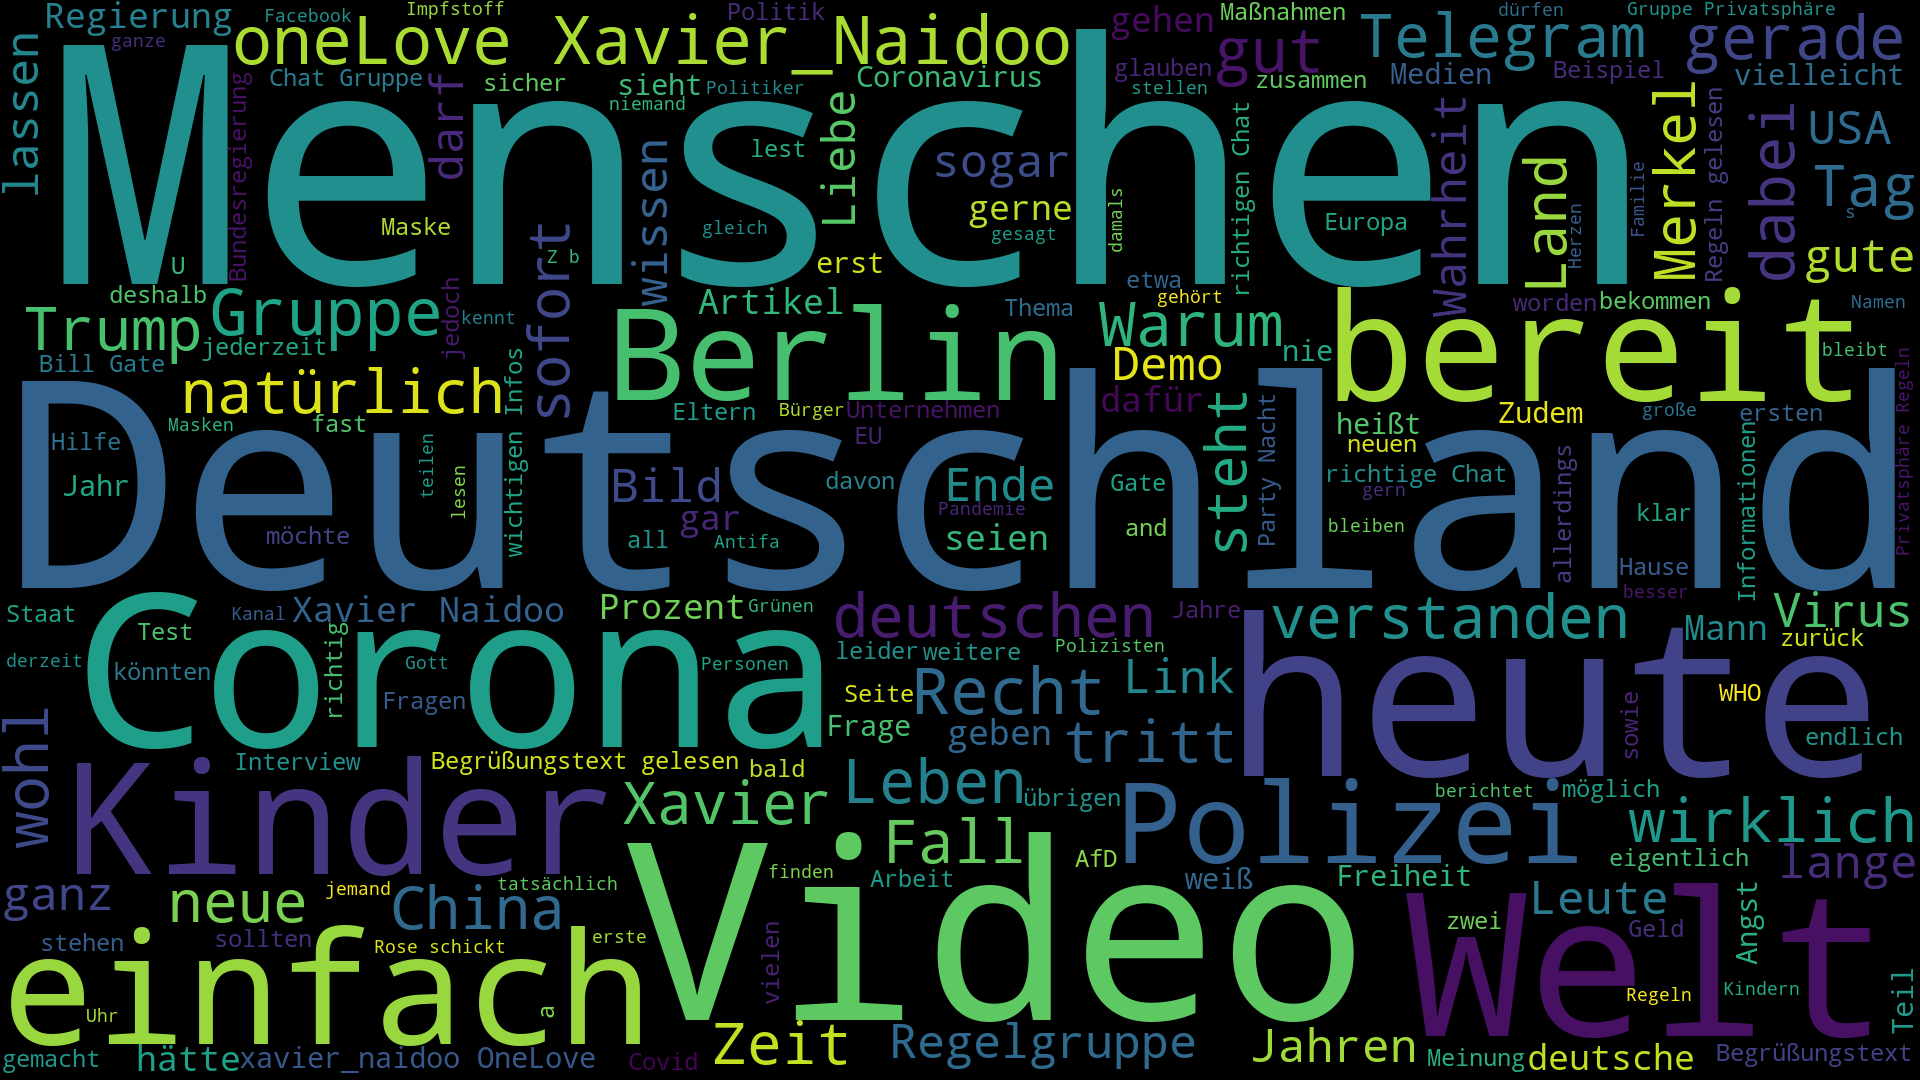 Regierung
Facebook
Impfstoff
Politik
gehen
Maßnahmen
dürfen
Gruppe Privatsphäre
ganze
oneLove
Xavier_Naidoo
gut
Telegram
gerade
lassen
Menschen
Chat Gruppe
sicher
sieht
Politiker
niemand
Coronavirus
glauben
stellen
zusammen
Medien
Beispiel
vielleicht
Bundesregierung
darf
wissen
lest
Liebe
sogar
gerne
gesagt
damals
richtigen Chat
Europa
Wahrheit
Land
Herzen
Familie
Merkel
Regeln gelesen
dabei
USA
Tag
s
gute
Maske
U
Z b
gleich
erst
etwa
gehört
deshalb
Trump
Gruppe
jederzeit
jedoch
kennt
sofort
Artikel
Thema
Warum
nie
worden
bekommen
Namen
Bill Gate
Berlin
Demo
bereit
bleibt
natürlich
wichtigen Infos
Deutschland
Masken
fast
Eltern
Bürger
Unternehmen
dafür
EU
steht
Party Nacht
heißt
neuen
Zudem
große
ersten
Hilfe
Jahr
teilen
lesen
Bild
davon
Ende
Gate
richtige Chat
gern
allerdings
Informationen
klar
Privatsphäre Regeln
möchte
gar
Pandemie
all
Antifa
seien
and
bleiben
Hause
besser
Staat
Corona
Kanal
Xavier Naidoo
Prozent
Grünen
deutschen
Jahre
verstanden
Mann
Virus
zurück
Test
derzeit
könnten
richtig
Gott
Fragen
Personen
leider
weitere
Polizisten
Seite
Recht
Link
heute
WHO
sowie
endlich
Frage
geben
tritt
wohl
Interview
Begrüßungstext gelesen
bald
Kinder
Xavier
Leben
übrigen
Polizei
berichtet
möglich
wirklich
Fall
AfD
eigentlich
lange
ganz
neue
jemand
China
tatsächlich
Video
finden
Arbeit
weiß
Freiheit
Leute
Angst
zwei
Geld
Welt
stehen
sollten
Rose schickt
erste
vielen
einfach
Uhr
a
Regeln
Kindern
Teil
gemacht
hätte
xavier_naidoo OneLove
Covid
Zeit
Regelgruppe
Jahren
Meinung
deutsche
Begrüßungstext